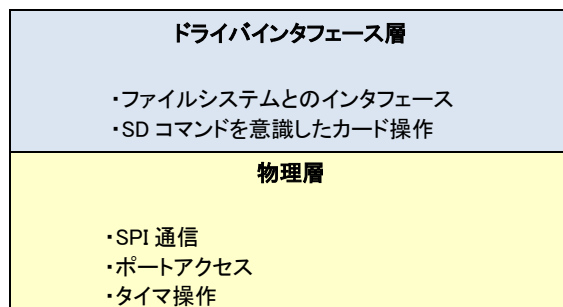 ドライバインタフェース層
・ファイルシステムとのインタフェース
・SD コマンドを意識したカード操作
物理層
・SPI 通信
・ポートアクセス
・タイマ操作